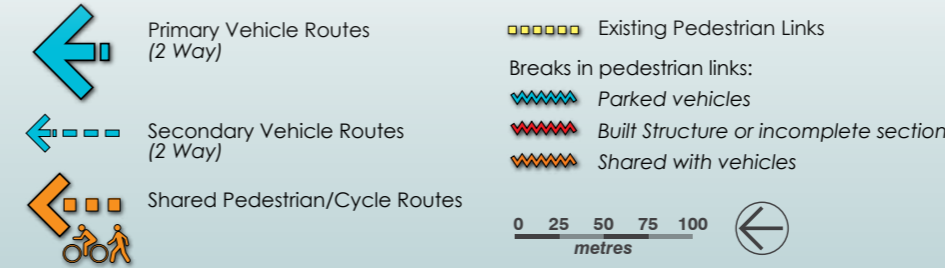 Primary Vehicle Routes
(2 Way)
Secondary Vehicle Routes
(2 Way)
Shared Pedestrian/Cycle Routes
Existing Pedestrian Links
Breaks in pedestrian links:
Parked vehicles
Built Structure or incomplete section
Shared with vehicles
0 25 50 75 100
metres